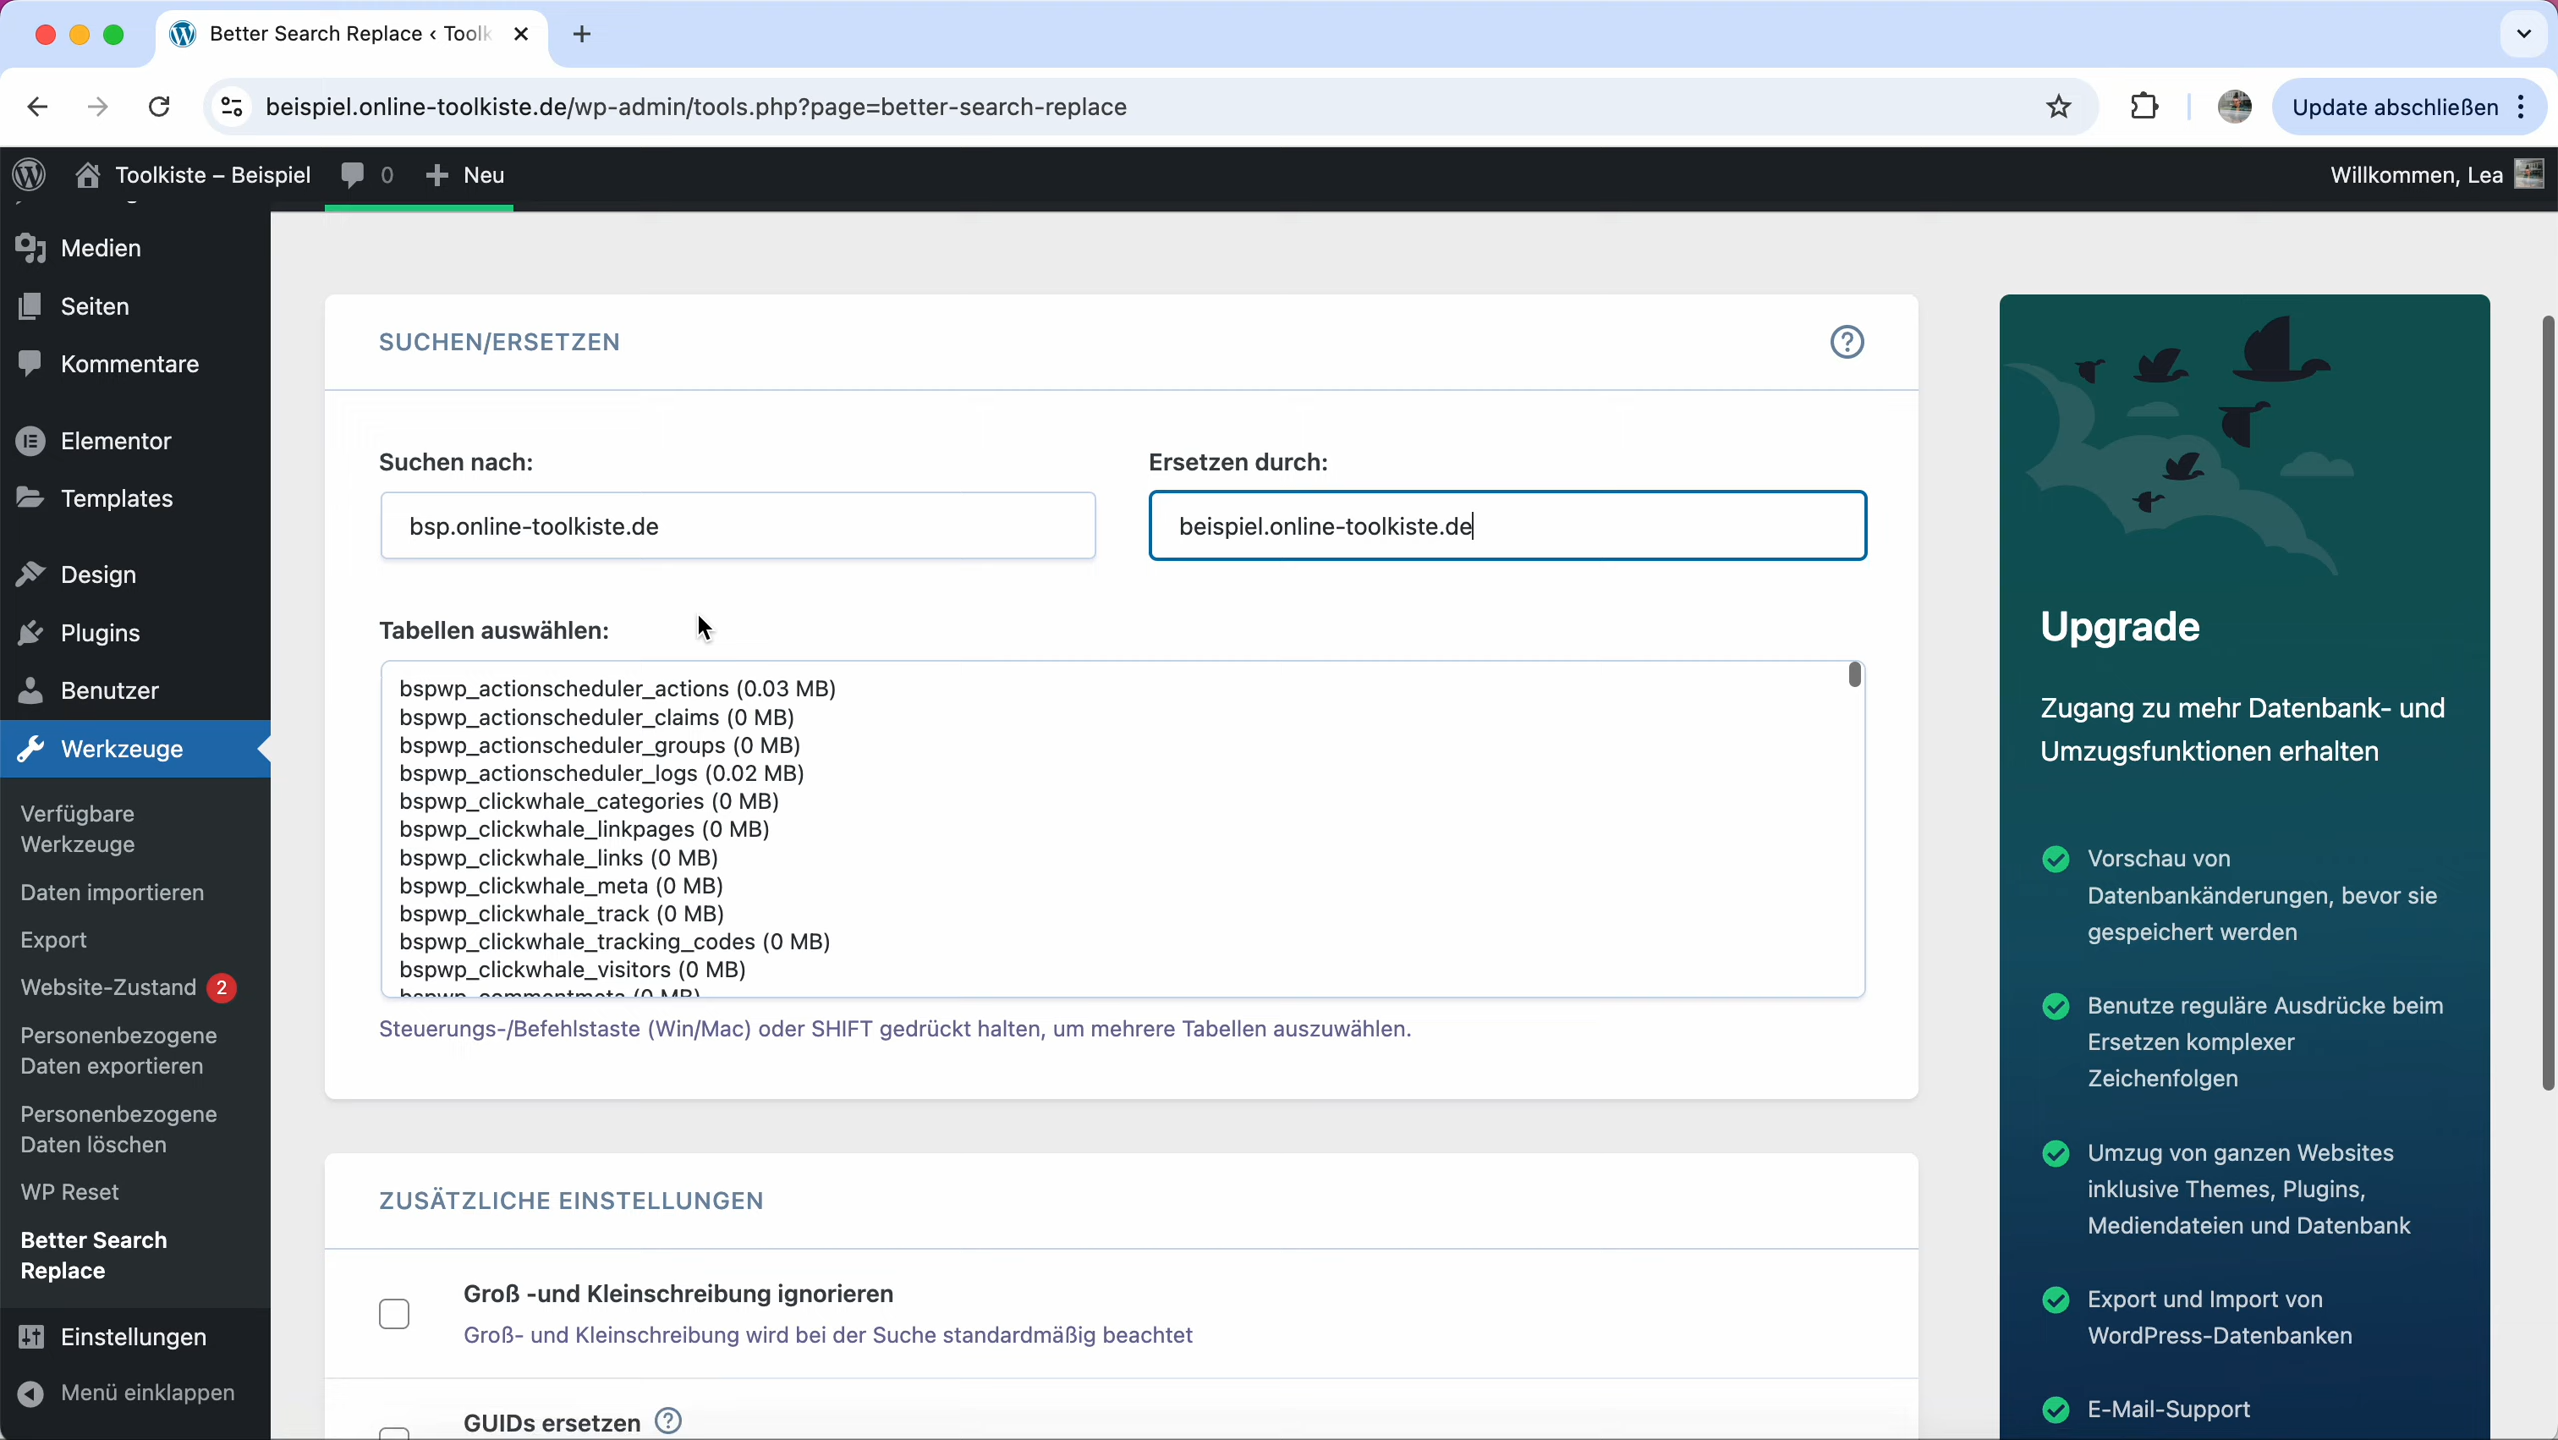 Better Search Replace ‹ Toolk
beispiel.online-toolkiste.de/wp-admin/tools.php?page=better-search-replace
Update abschließen
Toolkiste – Beispiel
0
Neu
Willkommen, Lea
Medien
Seiten
Kommentare
Elementor
Templates
Design
Plugins
Benutzer
Werkzeuge
Verfügbare
Werkzeuge
Daten importieren
Export
Website-Zustand 2
Personenbezogene
Daten exportieren
Personenbezogene
Daten löschen
WP Reset
Better Search
Replace
Einstellungen
Menü einklappen
SUCHEN/ERSETZEN
?
Suchen nach:
Ersetzen durch:
bsp.online-toolkiste.de
beispiel.online-toolkiste.de
Tabellen auswählen:
bspwp_actionscheduler_actions (0.03 MB)
bspwp_actionscheduler_claims (0 MB)
bspwp_actionscheduler_groups (0 MB)
bspwp_actionscheduler_logs (0.02 MB)
bspwp_clickwhale_categories (0 MB)
bspwp_clickwhale_linkpages (0 MB)
bspwp_clickwhale_links (0 MB)
bspwp_clickwhale_meta (0 MB)
bspwp_clickwhale_track (0 MB)
bspwp_clickwhale_tracking_codes (0 MB)
bspwp_clickwhale_visitors (0 MB)
bspwp_commentmeta (0 MB)
Steuerungs-/Befehlstaste (Win/Mac) oder SHIFT gedrückt halten, um mehrere Tabellen auszuwählen.
ZUSÄTZLICHE EINSTELLUNGEN
Groß -und Kleinschreibung ignorieren
Groß- und Kleinschreibung wird bei der Suche standardmäßig beachtet
GUIDs ersetzen ?
Upgrade
Zugang zu mehr Datenbank- und
Umzugsfunktionen erhalten
Vorschau von
Datenbankänderungen, bevor sie
gespeichert werden
Benutze reguläre Ausdrücke beim
Ersetzen komplexer
Zeichenfolgen
Umzug von ganzen Websites
inklusive Themes, Plugins,
Mediendateien und Datenbank
Export und Import von
WordPress-Datenbanken
E-Mail-Support